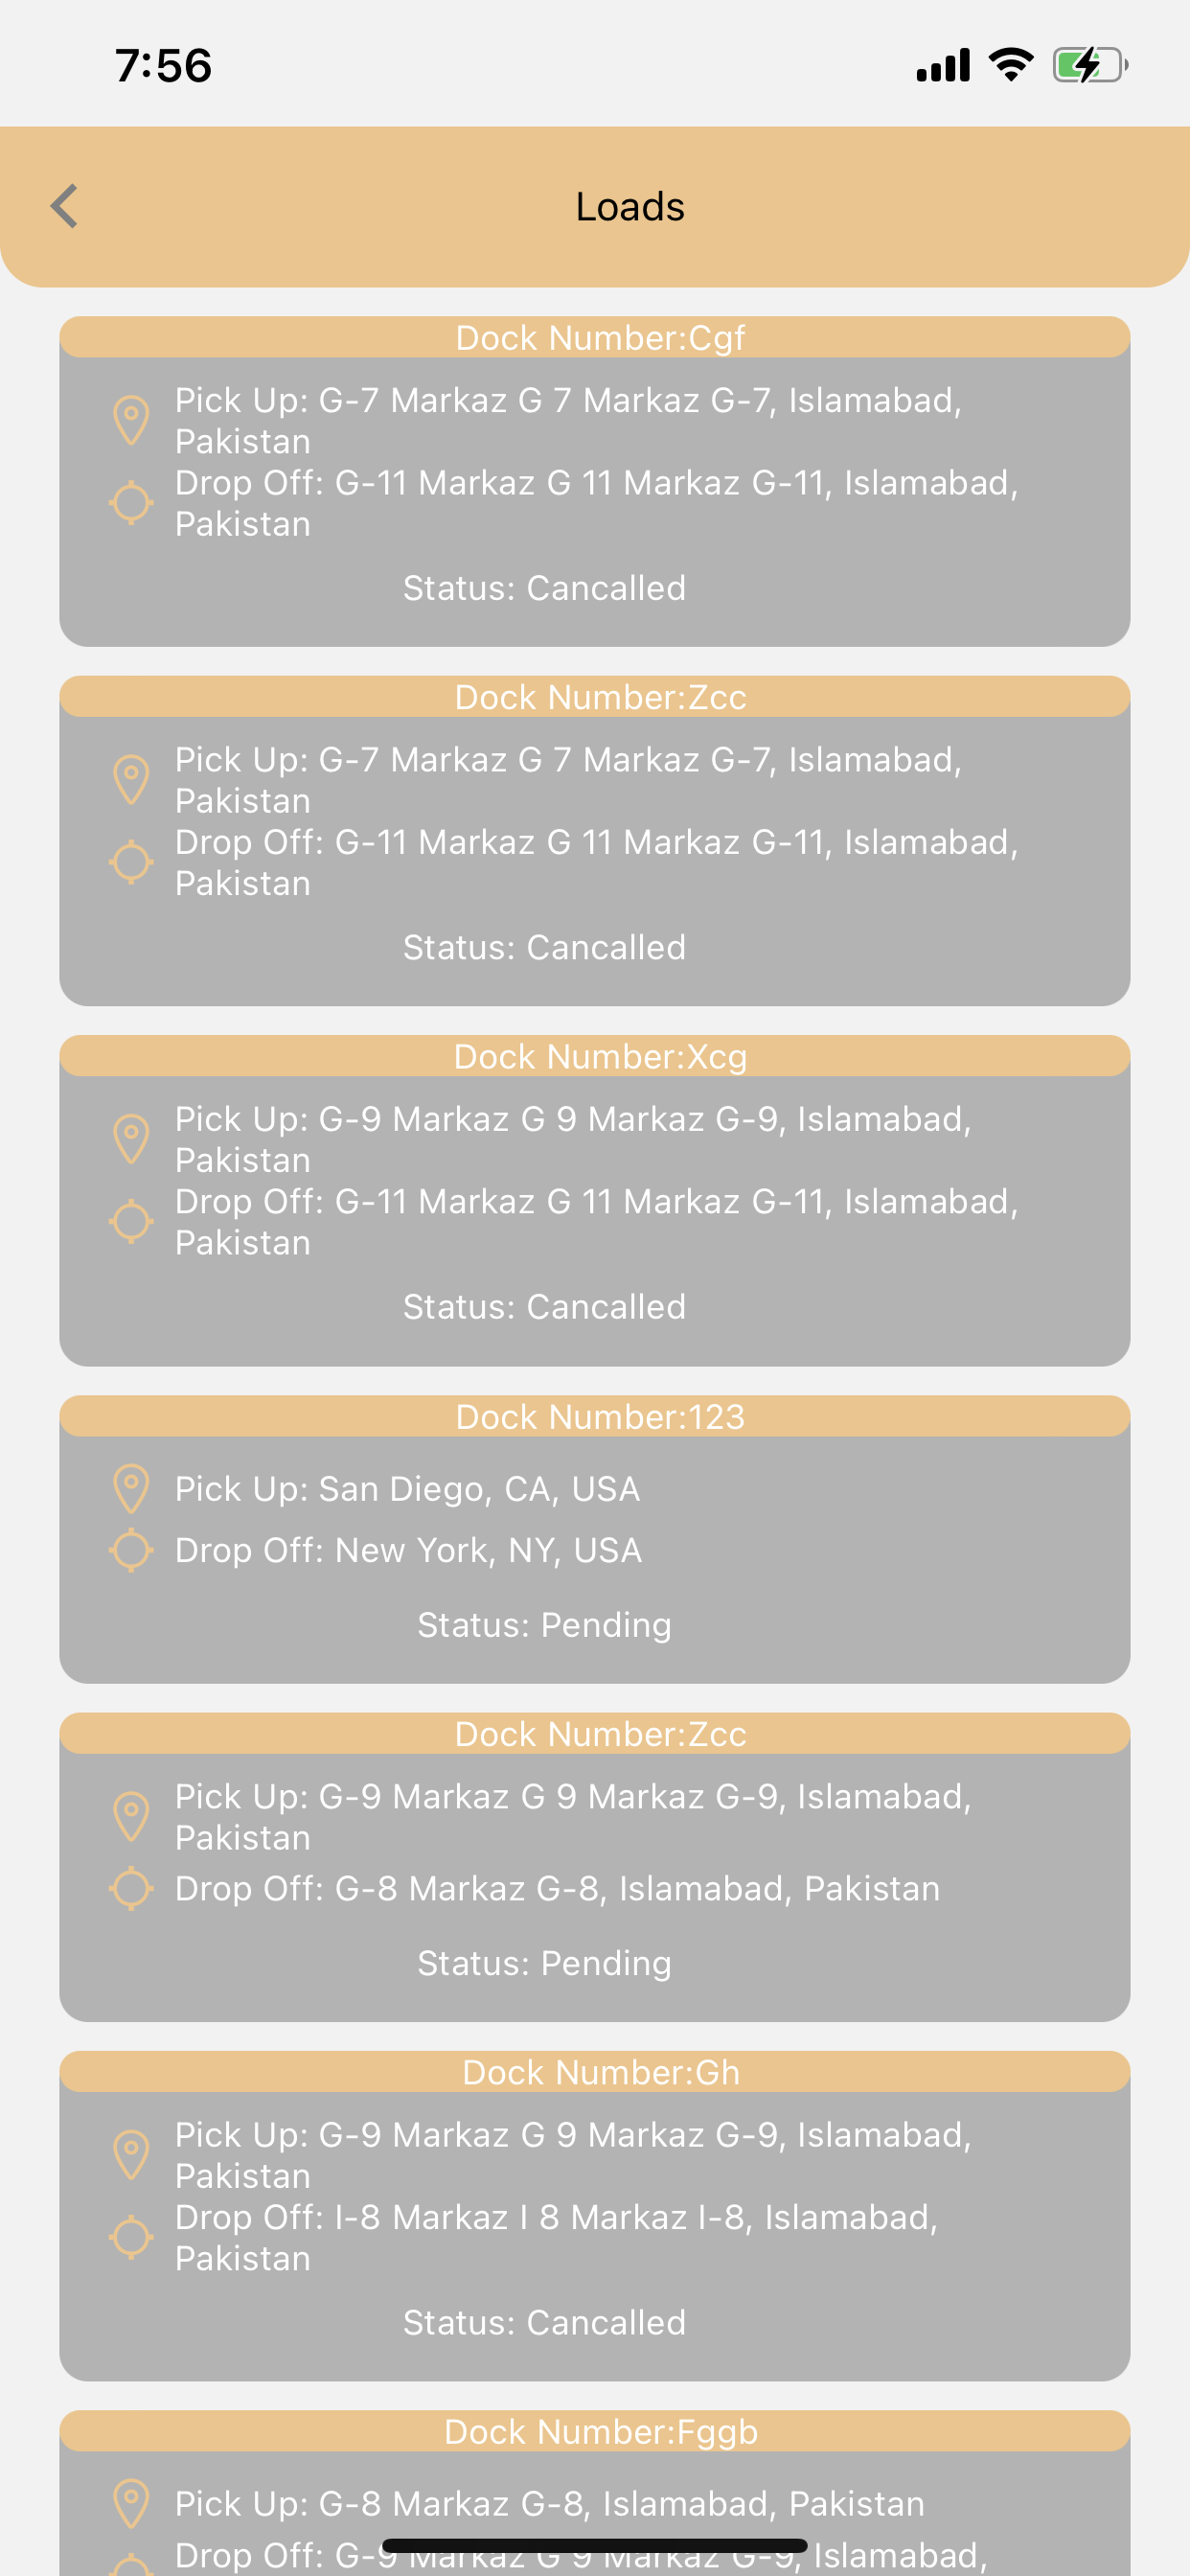 7:56
Loads
Dock Number:Cgf
Pick Up: G-7 Markaz G 7 Markaz G-7, Islamabad,
Pakistan
Drop Off: G-11 Markaz G 11 Markaz G-11, Islamabad,
Pakistan
Status: Cancalled
Dock Number:Zcc
Pick Up: G-7 Markaz G 7 Markaz G-7, Islamabad,
Pakistan
Drop Off: G-11 Markaz G 11 Markaz G-11, Islamabad,
Pakistan
Status: Cancalled
Dock Number:Xcg
Pick Up: G-9 Markaz G 9 Markaz G-9, Islamabad,
Pakistan
Drop Off: G-11 Markaz G 11 Markaz G-11, Islamabad,
Pakistan
Status: Cancalled
Dock Number:123
Pick Up: San Diego, CA, USA
Drop Off: New York, NY, USA
Status: Pending
Dock Number:Zcc
Pick Up: G-9 Markaz G 9 Markaz G-9, Islamabad,
Pakistan
Drop Off: G-8 Markaz G-8, Islamabad, Pakistan
Status: Pending
Dock Number:Gh
Pick Up: G-9 Markaz G 9 Markaz G-9, Islamabad,
Pakistan
Drop Off: I-8 Markaz I 8 Markaz I-8, Islamabad,
Pakistan
Status: Cancalled
Dock Number:Fggb
Pick Up: G-8 Markaz G-8, Islamabad, Pakistan
Drop Off: G-9 Markaz G 9 Markaz G-9, Islamabad,